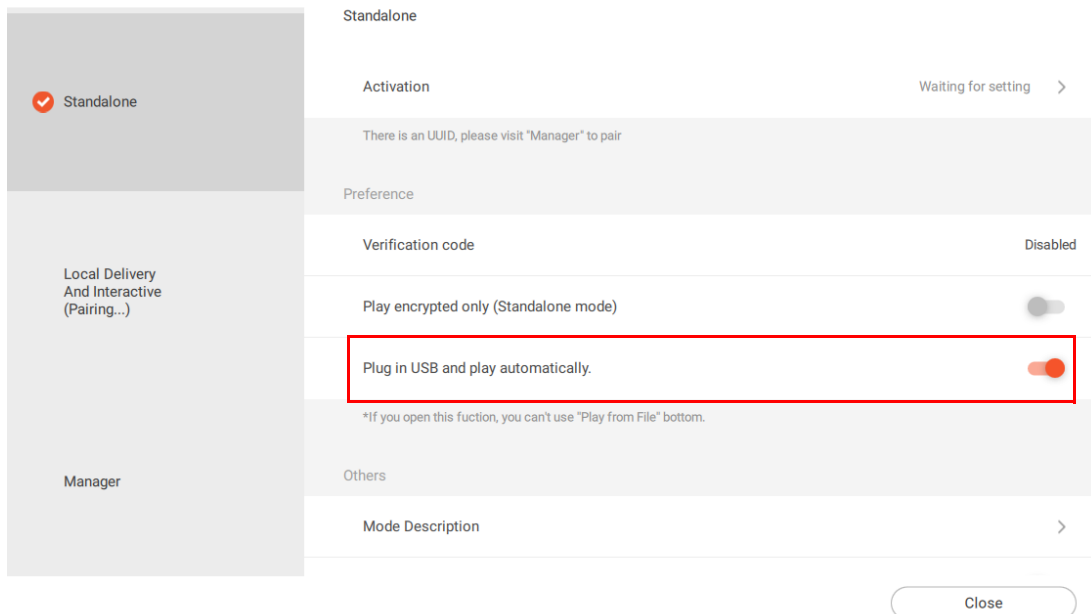 Standalone
Local Delivery
And Interactive
(Pairing...)
Manager
Standalone
Activation
Waiting for setting
There is an UUID, please visit "Manager" to pair
Preference
Verification code
Disabled
Play encrypted only (Standalone mode)
Plug in USB and play automatically.
*If you open this fuction, you can't use "Play from File" bottom.
Others
Mode Description
Close